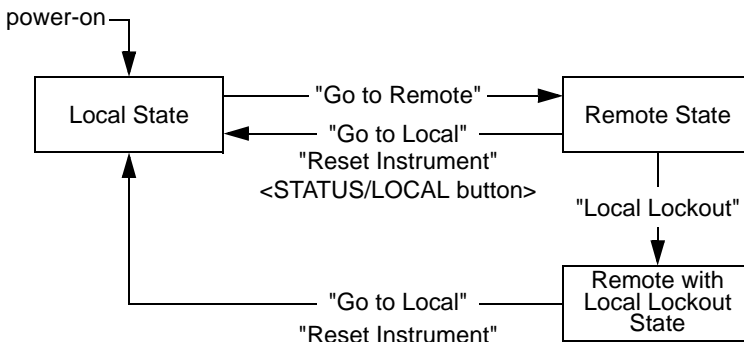 power-on
Local State
"Go to Remote"
Remote State
"Go to Local"
"Reset Instrument"
<STATUS/LOCAL button>
"Local Lockout"
Remote with
Local Lockout
State
"Go to Local"
"Reset Instrument"